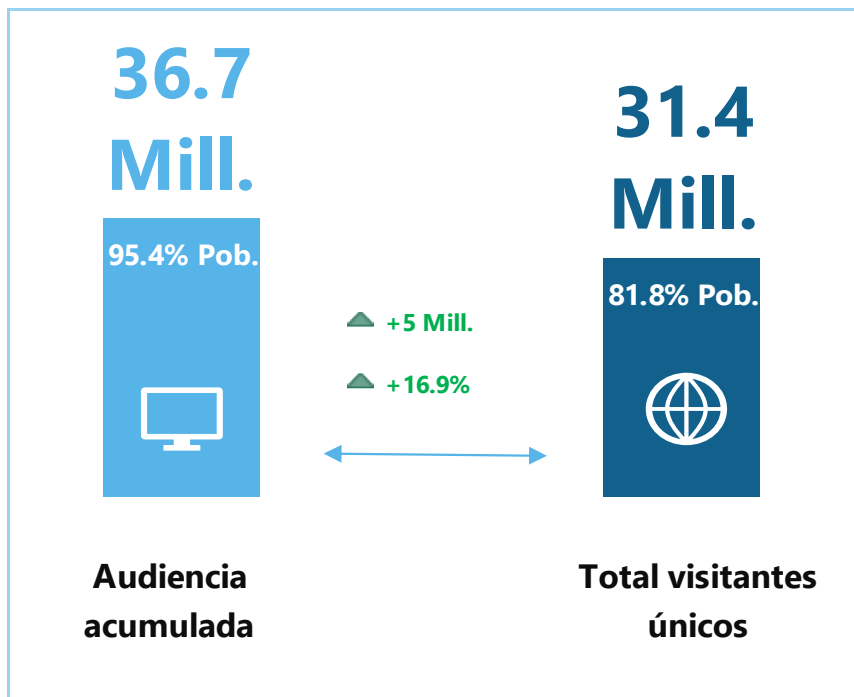 36.7
Mill.
95.4% Pob.
Audiencia
acumulada
+5 Mill.
+16.9%
31.4
Mill.
81.8% Pob.
Total visitantes
únicos